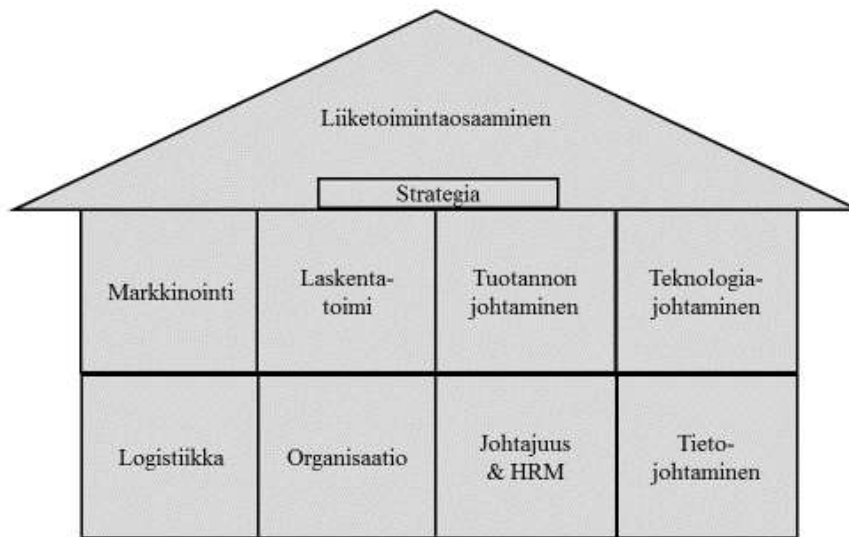 Liiketoimintaosaaminen
Strategia
Markkinointi
Laskenta-
toimi
Tuotannon
johtaminen
Teknologia-
johtaminen
Logistiikka
Organisaatio
Johtajuus
& HRM
Tieto-
johtaminen